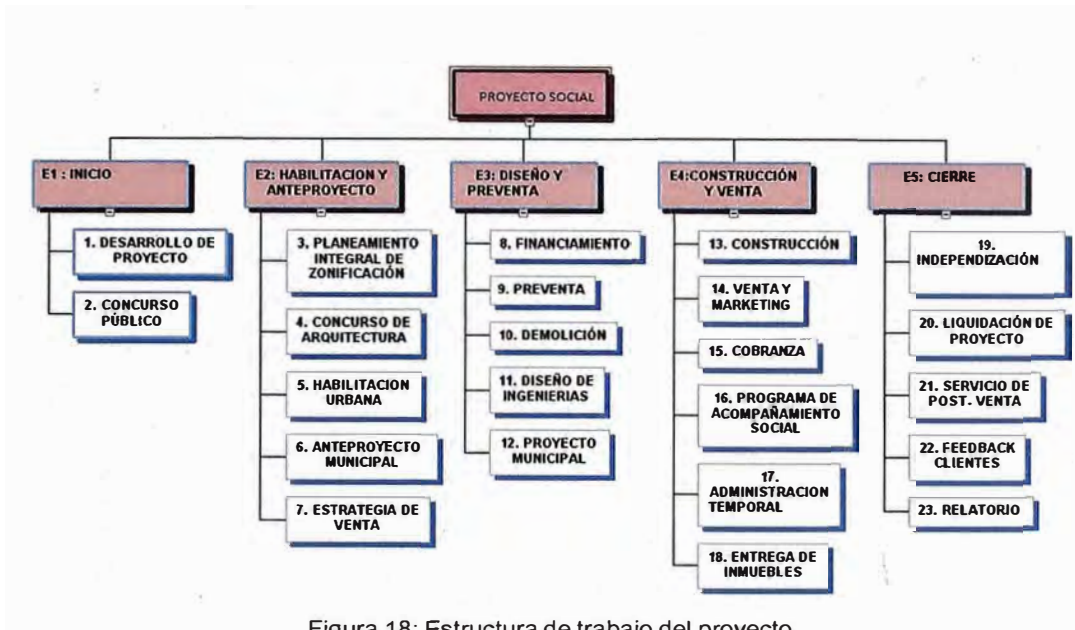 PROYECTO SOCIAL
E1 : INICIO
1. DESARROLLO DE
PROYECTO
2. CONCURSO
PÚBLICO
E2: HABILITACION Y
ANTEPROYECTO
3. PLANEAMIENTO
INTEGRAL DE
ZONIFICACIÓN
4. CONCURSO DE
ARQUITECTURA
5. HABILITACION
URBANA
6. ANTEPROYECTO
MUNICIPAL
7. ESTRATEGIA DE
VENTA
E3: DISEÑO Y
PREVENTA
8. FINANCIAMIENTO
9. PREVENTA
10. DEMOLICIÓN
11. DISEÑO DE
INGENIERIAS
12. PROYECTO
MUNICIPAL
E4:CONSTRUCCIÓN
Y VENTA
13. CONSTRUCCIÓN
14. VENTA Y
MARKETING
15. COBRANZA
16. PROGRAMA DE
ACOMPAÑAMIENTO
SOCIAL
17.
ADMINISTRACION
TEMPORAL
18. ENTREGA DE
INMUEBLES
E5: CIERRE
19.
INDEPENDIZACIÓN
20. LIQUIDACIÓN DE
PROYECTO
21. SERVICIO DE
POST- VENTA
22. FEEDBACK
CLIENTES
23. RELATORIO
Figura 18: Estructura de trabajo del proyecto